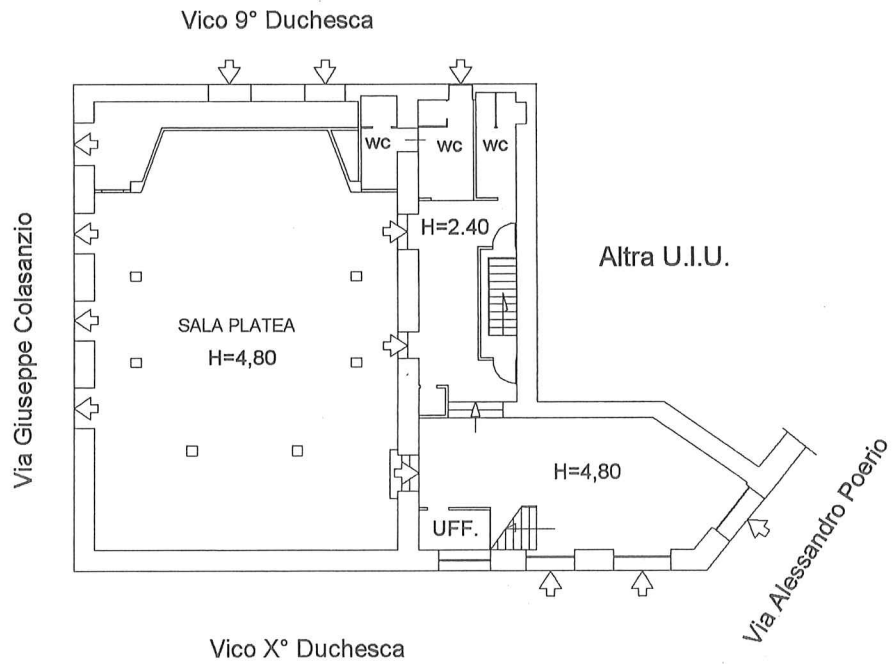 Vico 9° Duchesca
wc
wc
wc
H=2.40
Altra U.I.U.
Via Giuseppe Colasanzio
SALA PLATEA
H=4,80
H=4,80
UFF.
Via Alessandro Poerio
Vico X° Duchesca